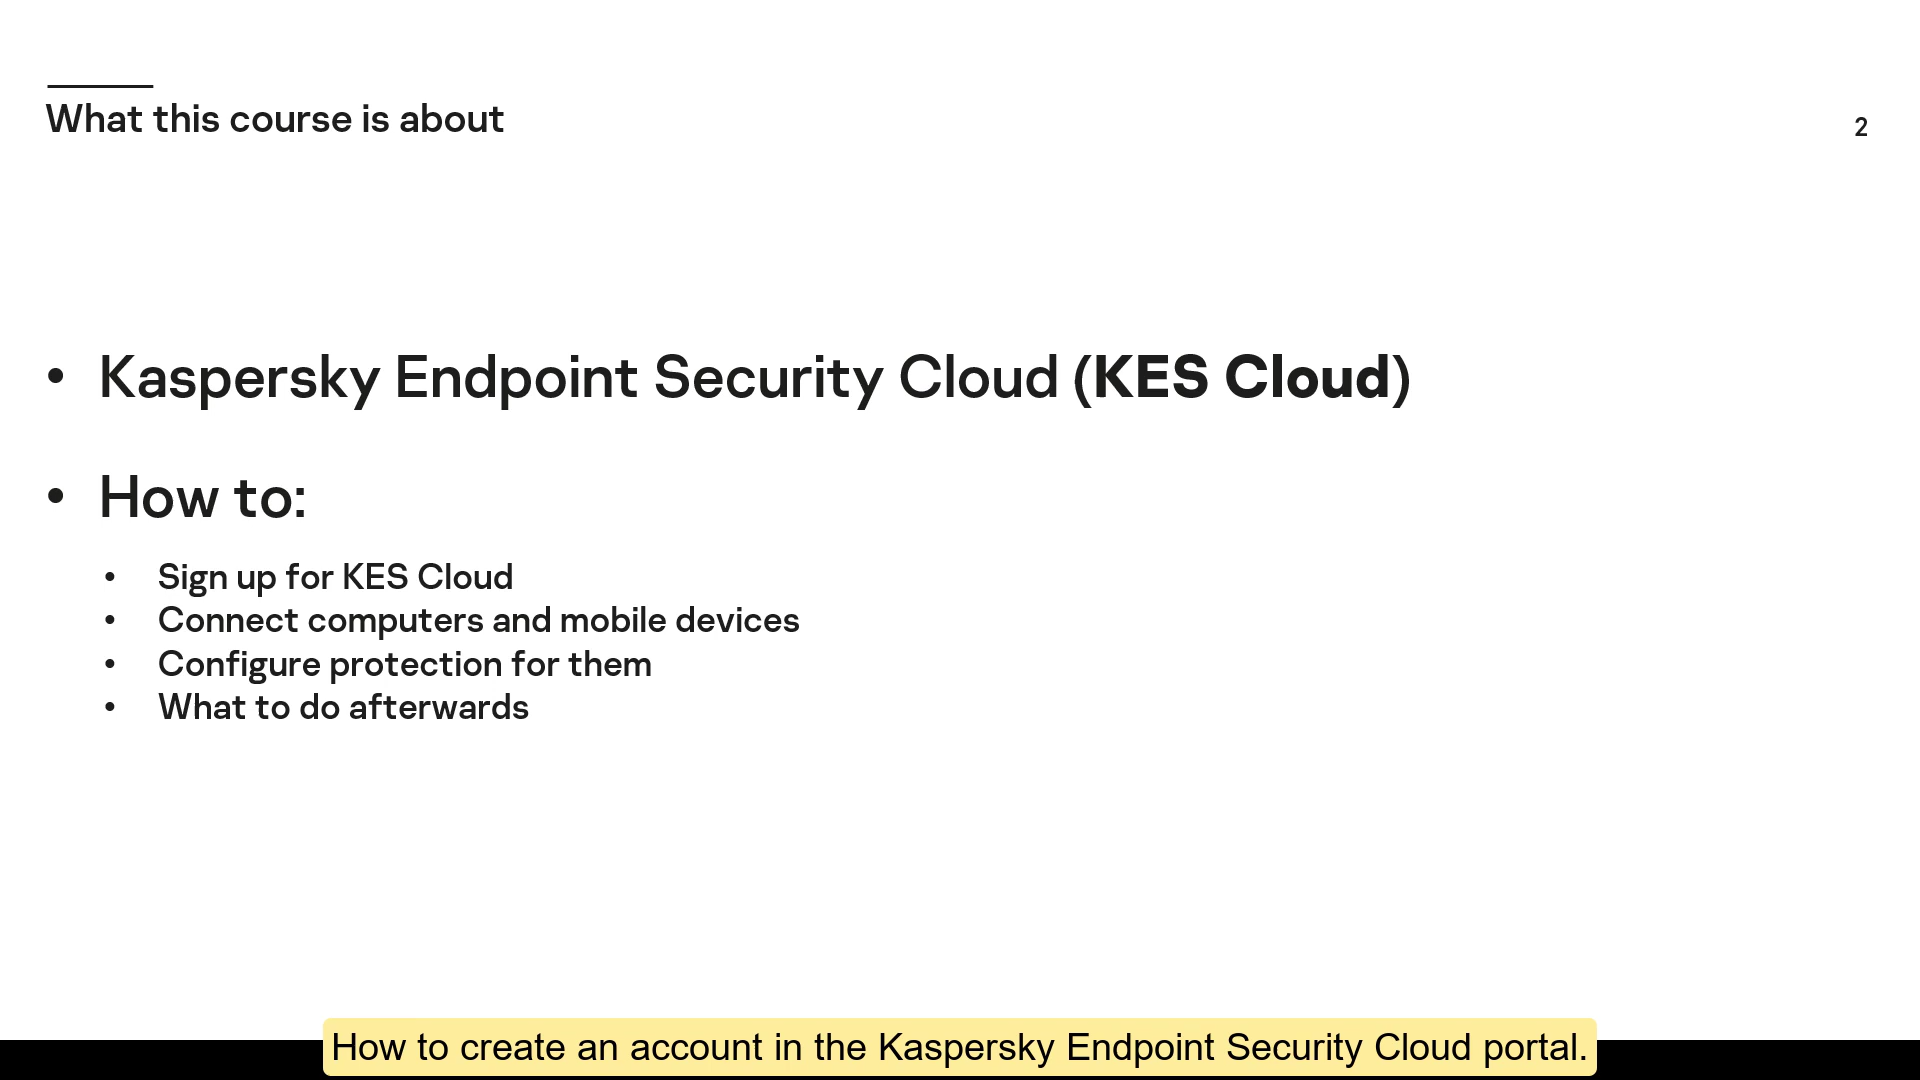 What this course is about
2
• Kaspersky Endpoint Security Cloud (KES Cloud)
• How to:
• Sign up for KES Cloud
• Connect computers and mobile devices
• Configure protection for them
• What to do afterwards
How to create an account in the Kaspersky Endpoint Security Cloud portal.